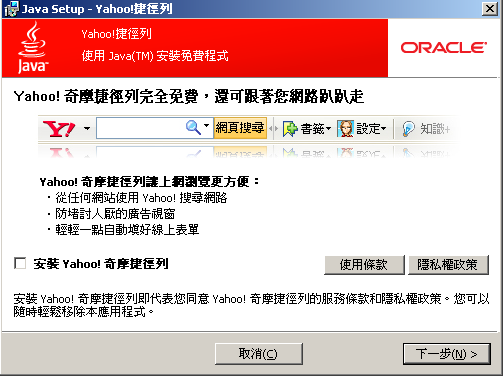 Java Setup - Yahoo!捷徑列
Yahoo!捷徑列
使用 Java(TM) 安裝免費程式
Java™
ORACLE®
Yahoo! 奇摩捷徑列完全免費，還可跟著您網路趴趴走
Y! 網頁搜尋 書籤 設定 知識+
Yahoo! 奇摩捷徑列讓上網瀏覽更方便：
・從任何網站使用 Yahoo! 搜尋網路
・防堵討人厭的廣告視窗
・輕輕一點自動填好線上表單
安裝 Yahoo! 奇摩捷徑列
使用條款
隱私權政策
安裝 Yahoo! 奇摩捷徑列即代表您同意 Yahoo! 奇摩捷徑列的服務條款和隱私權政策。您可以
隨時輕鬆移除本應用程式。
取消(C)
下一步(N) >